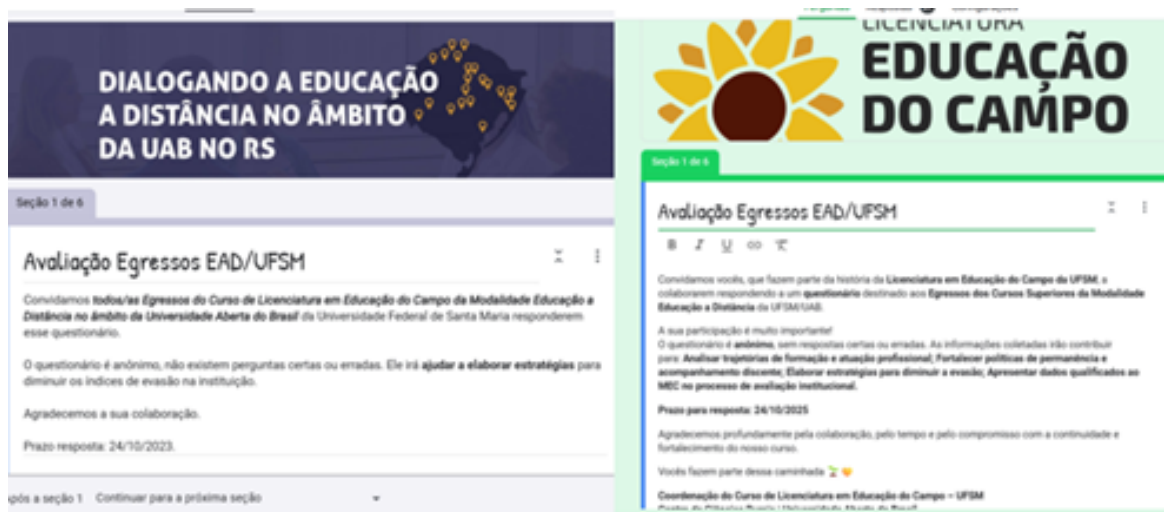 DIALOGANDO A EDUCAÇÃO
A DISTÂNCIA NO ÂMBITO
DA UAB NO RS
Seção 1 de 6
Avaliação Egressos EAD/UFSM
Convidamos todos/as Egressos do Curso de Licenciatura em Educação do Campo da Modalidade Educação a
Distância no âmbito da Universidade Aberta do Brasil da Universidade Federal de Santa Maria responderem
esse questionário.
O questionário é anônimo, não existem perguntas certas ou erradas. Ele irá ajudar a elaborar estratégias para
diminuir os índices de evasão na instituição.
Agradecemos a sua colaboração.
Prazo resposta: 24/10/2023.
Após a seção 1 Continuar para a próxima seção
LICENCIATURA
EDUCAÇÃO
DO CAMPO
Seção 1 de 6
Avaliação Egressos EAD/UFSM
B I U
Convidamos vocês, que fazem parte da história da Licenciatura em Educação do Campo da UFSM, a
colaborarem respondendo a um questionário destinado aos Egressos dos Cursos Superiores da Modalidade
Educação a Distância da UFSM/UAB.
A sua participação é muito importante!
O questionário é anônimo, sem respostas certas ou erradas. As informações coletadas irão contribuir
para: Analisar trajetórias de formação e atuação profissional; Fortalecer políticas de permanência e
acompanhamento discente; Elaborar estratégias para diminuir a evasão; Apresentar dados qualificados ao
MEC no processo de avaliação institucional.
Prazo para resposta: 24/10/2025
Agradecemos profundamente pela colaboração, pelo tempo e pelo compromisso com a continuidade e
fortalecimento do nosso curso.
Vocês fazem parte dessa caminhada
Coordenação do Curso de Licenciatura em Educação do Campo – UFSM